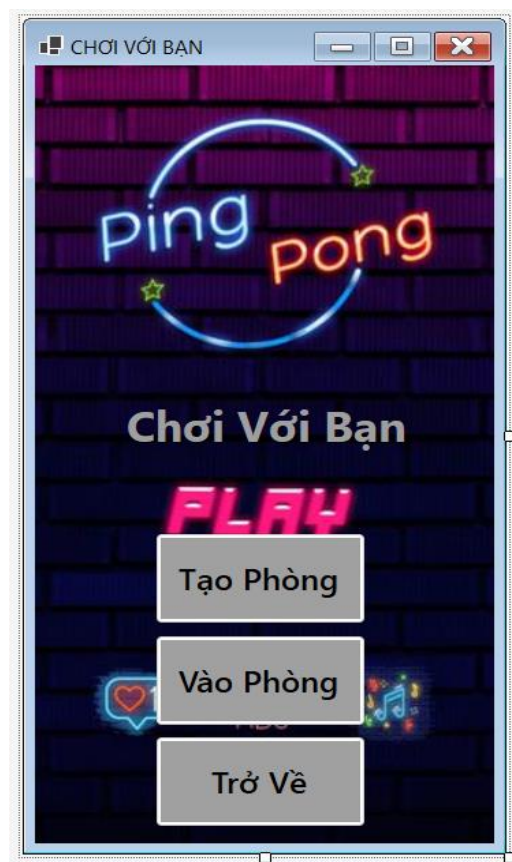 CHƠI VỚI BẠN
Ping
Pong
Chơi Với Bạn
PLAY
Tạo Phòng
Vào Phòng
Trở Về